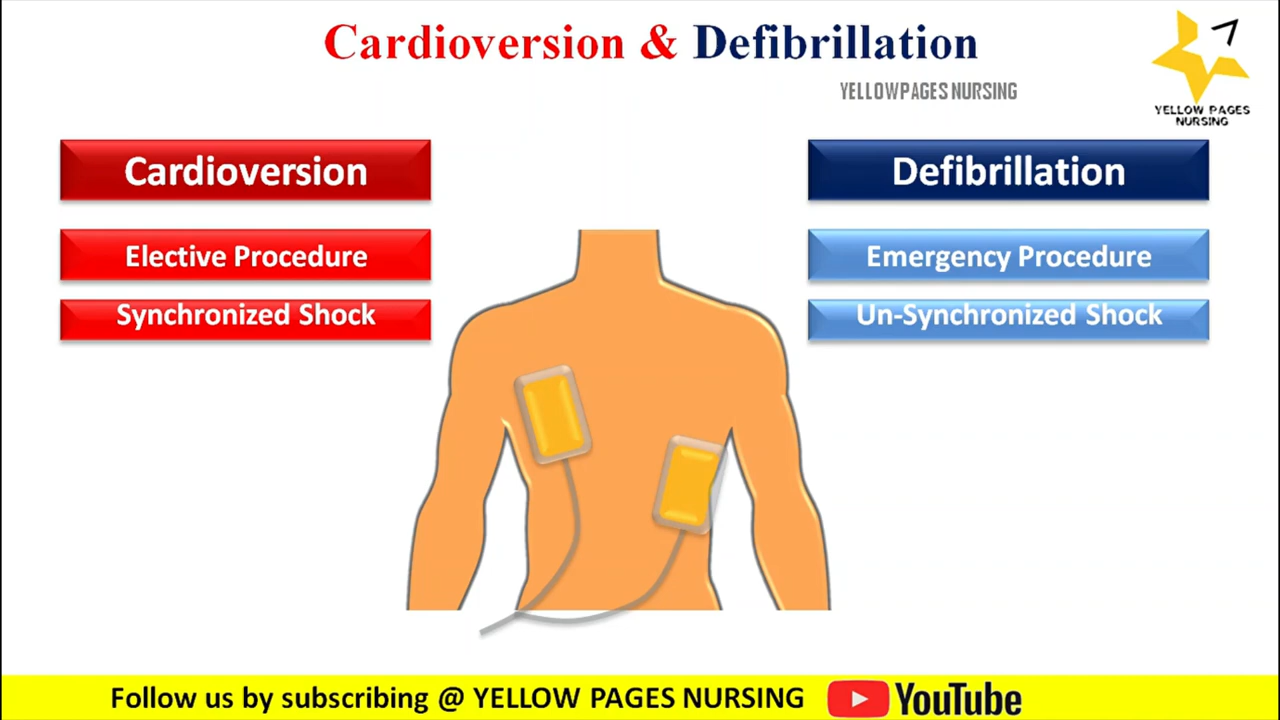 Cardioversion & Defibrillation
YELLOWPAGES NURSING
YELLOW PAGES
NURSING
Cardioversion
Defibrillation
Elective Procedure
Emergency Procedure
Synchronized Shock
Un-Synchronized Shock
Follow us by subscribing @ YELLOW PAGES NURSING YouTube